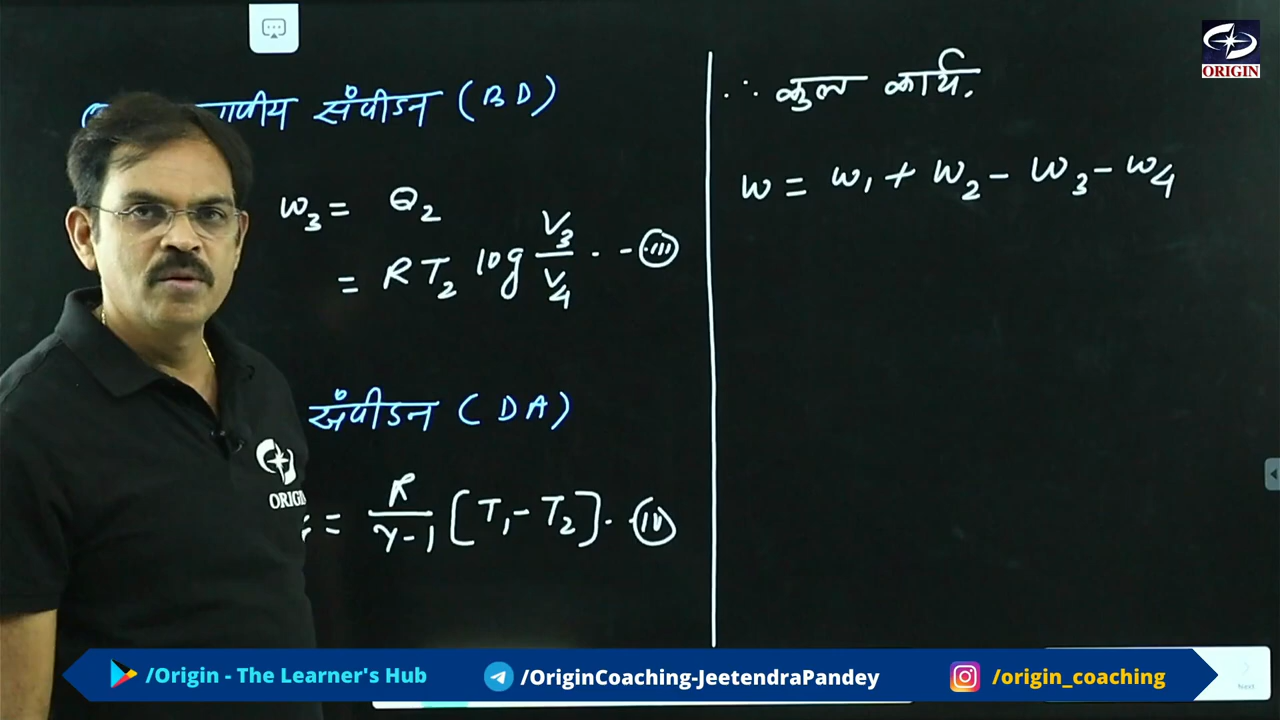 संपीडन (BD)
W3 = Q2
= RT2 log V3/V4 . - (iii)
संपीडन (DA)
= R/γ-1 [T1 - T2] . . (iv)
∴ कुल कार्य.
W = W1 + W2 - W3 - W4
ORIGIN
ORIGIN
/Origin - The Learner's Hub
/OriginCoaching-JeetendraPandey
/origin_coaching
Next